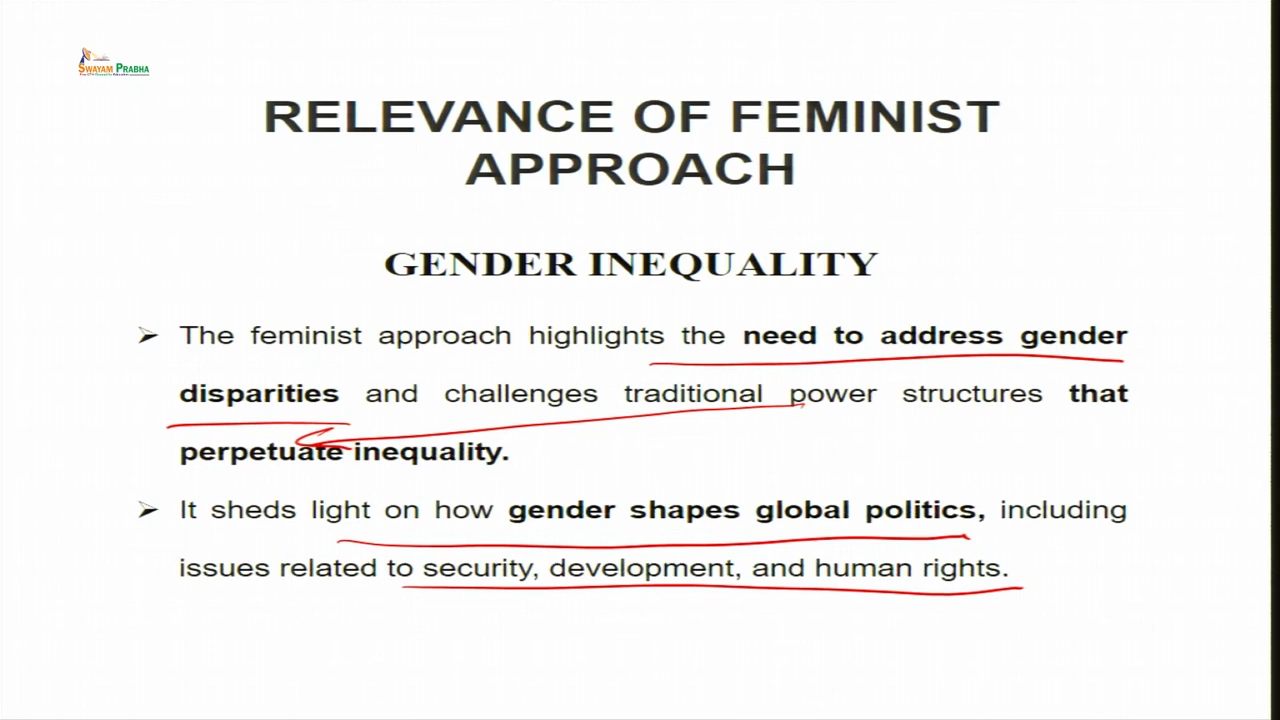 SWAYAM PRABHA
RELEVANCE OF FEMINIST
APPROACH
GENDER INEQUALITY
➢ The feminist approach highlights the need to address gender
disparities and challenges traditional power structures that
perpetuate inequality.
➢ It sheds light on how gender shapes global politics, including
issues related to security, development, and human rights.